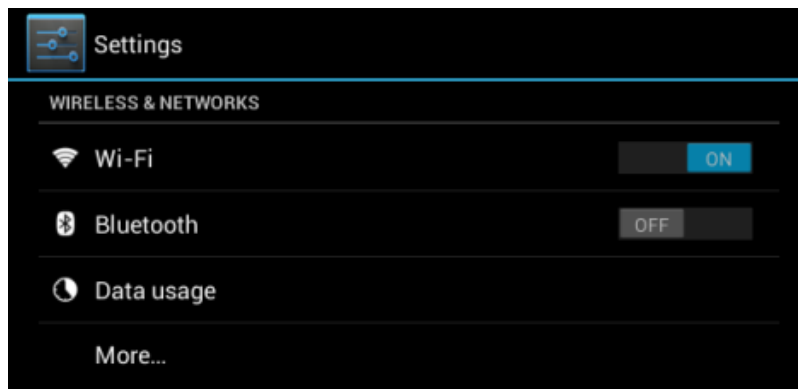 Settings
WIRELESS & NETWORKS
Wi-Fi ON
Bluetooth OFF
Data usage
More...